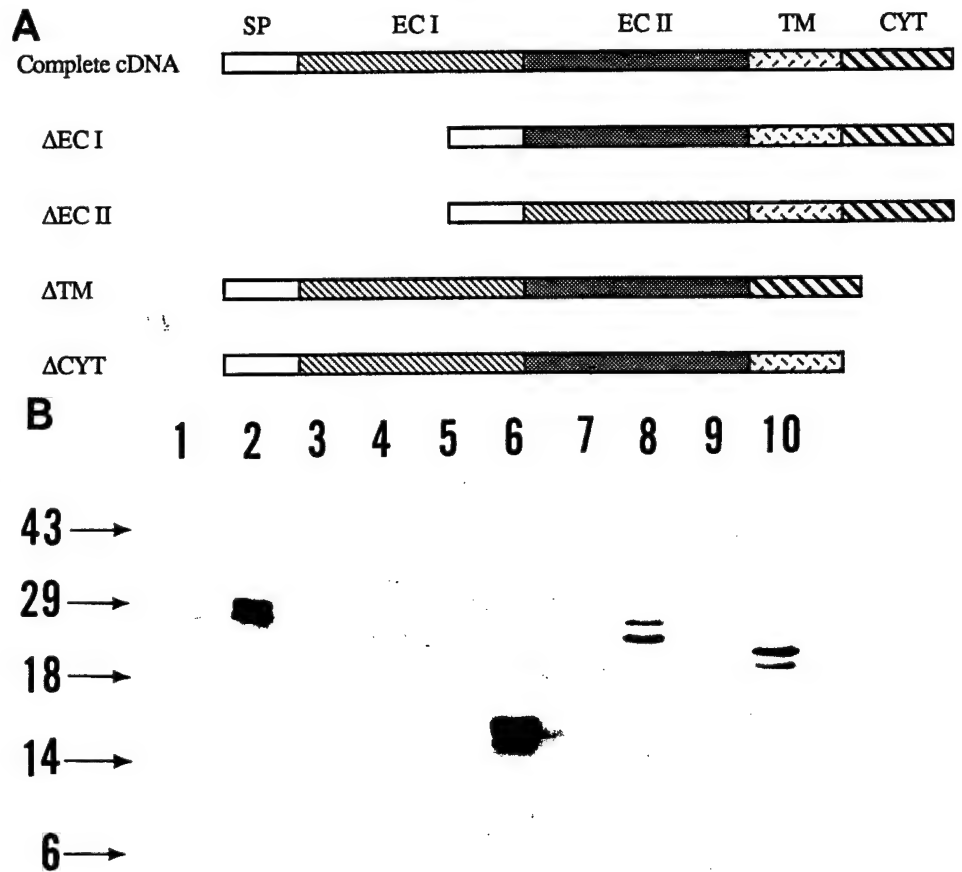 A
SP EC I EC II TM CYT
Complete cDNA
ΔEC I
ΔEC II
ΔTM
ΔCYT
B
1 2 3 4 5 6 7 8 9 10
43
29
18
14
6